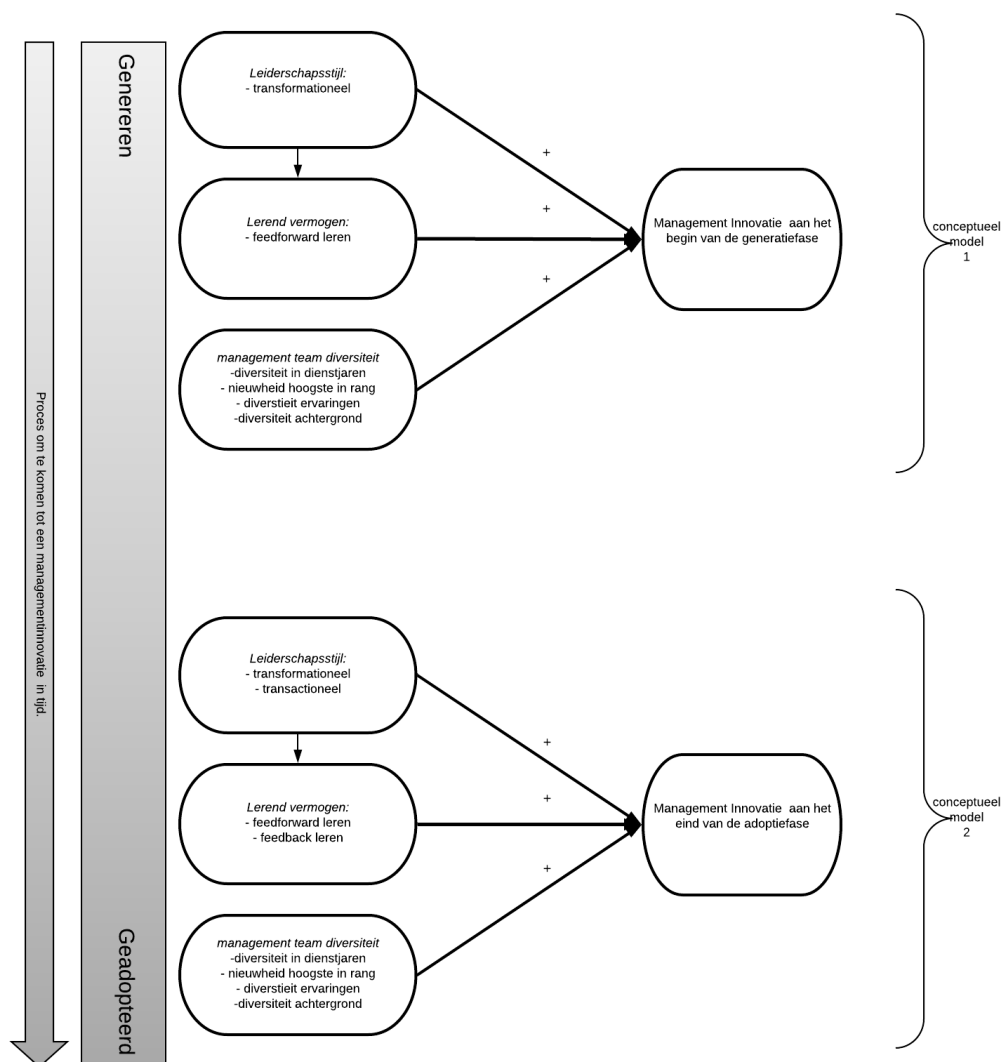 Proces om te komen tot een managementinnovatie in tijd.
Genereren
Leiderschapsstijl:
- transformationeel
+
Lerend vermogen:
- feedforward leren
+
Management Innovatie aan het
begin van de generatiefase
conceptueel
model
1
+
management team diversiteit
-diversiteit in dienstjaren
- nieuwheid hoogste in rang
- diverstieit ervaringen
-diversiteit achtergrond
Leiderschapsstijl:
- transformationeel
- transactioneel
+
Lerend vermogen:
- feedforward leren
- feedback leren
+
Management Innovatie aan het
eind van de adoptiefase
conceptueel
model
2
+
management team diversiteit
-diversiteit in dienstjaren
- nieuwheid hoogste in rang
- diverstieit ervaringen
-diversiteit achtergrond
Geadopteerd